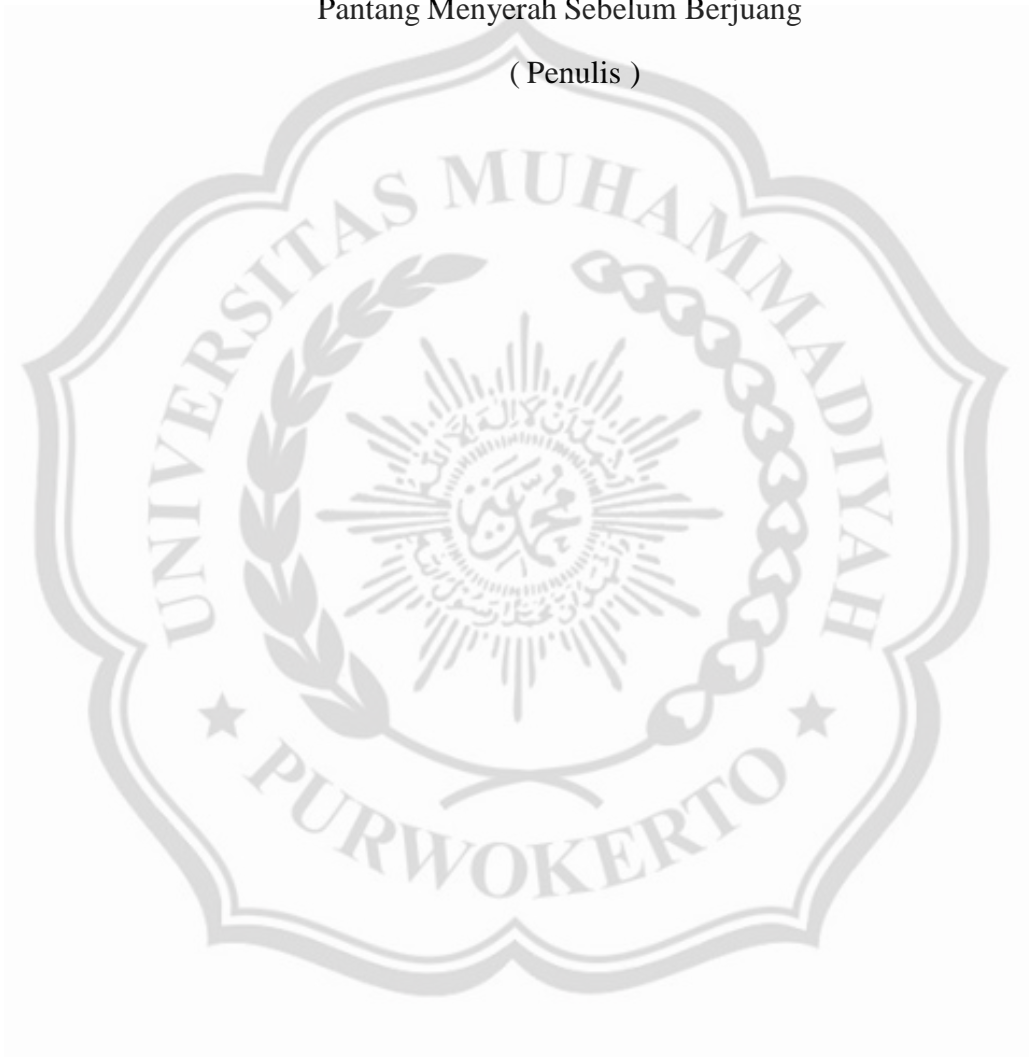 Pantang Menyerah Sebelum Berjuang
( Penulis )
UNIVERSITAS MUHAMMADIYAH
PURWOKERTO